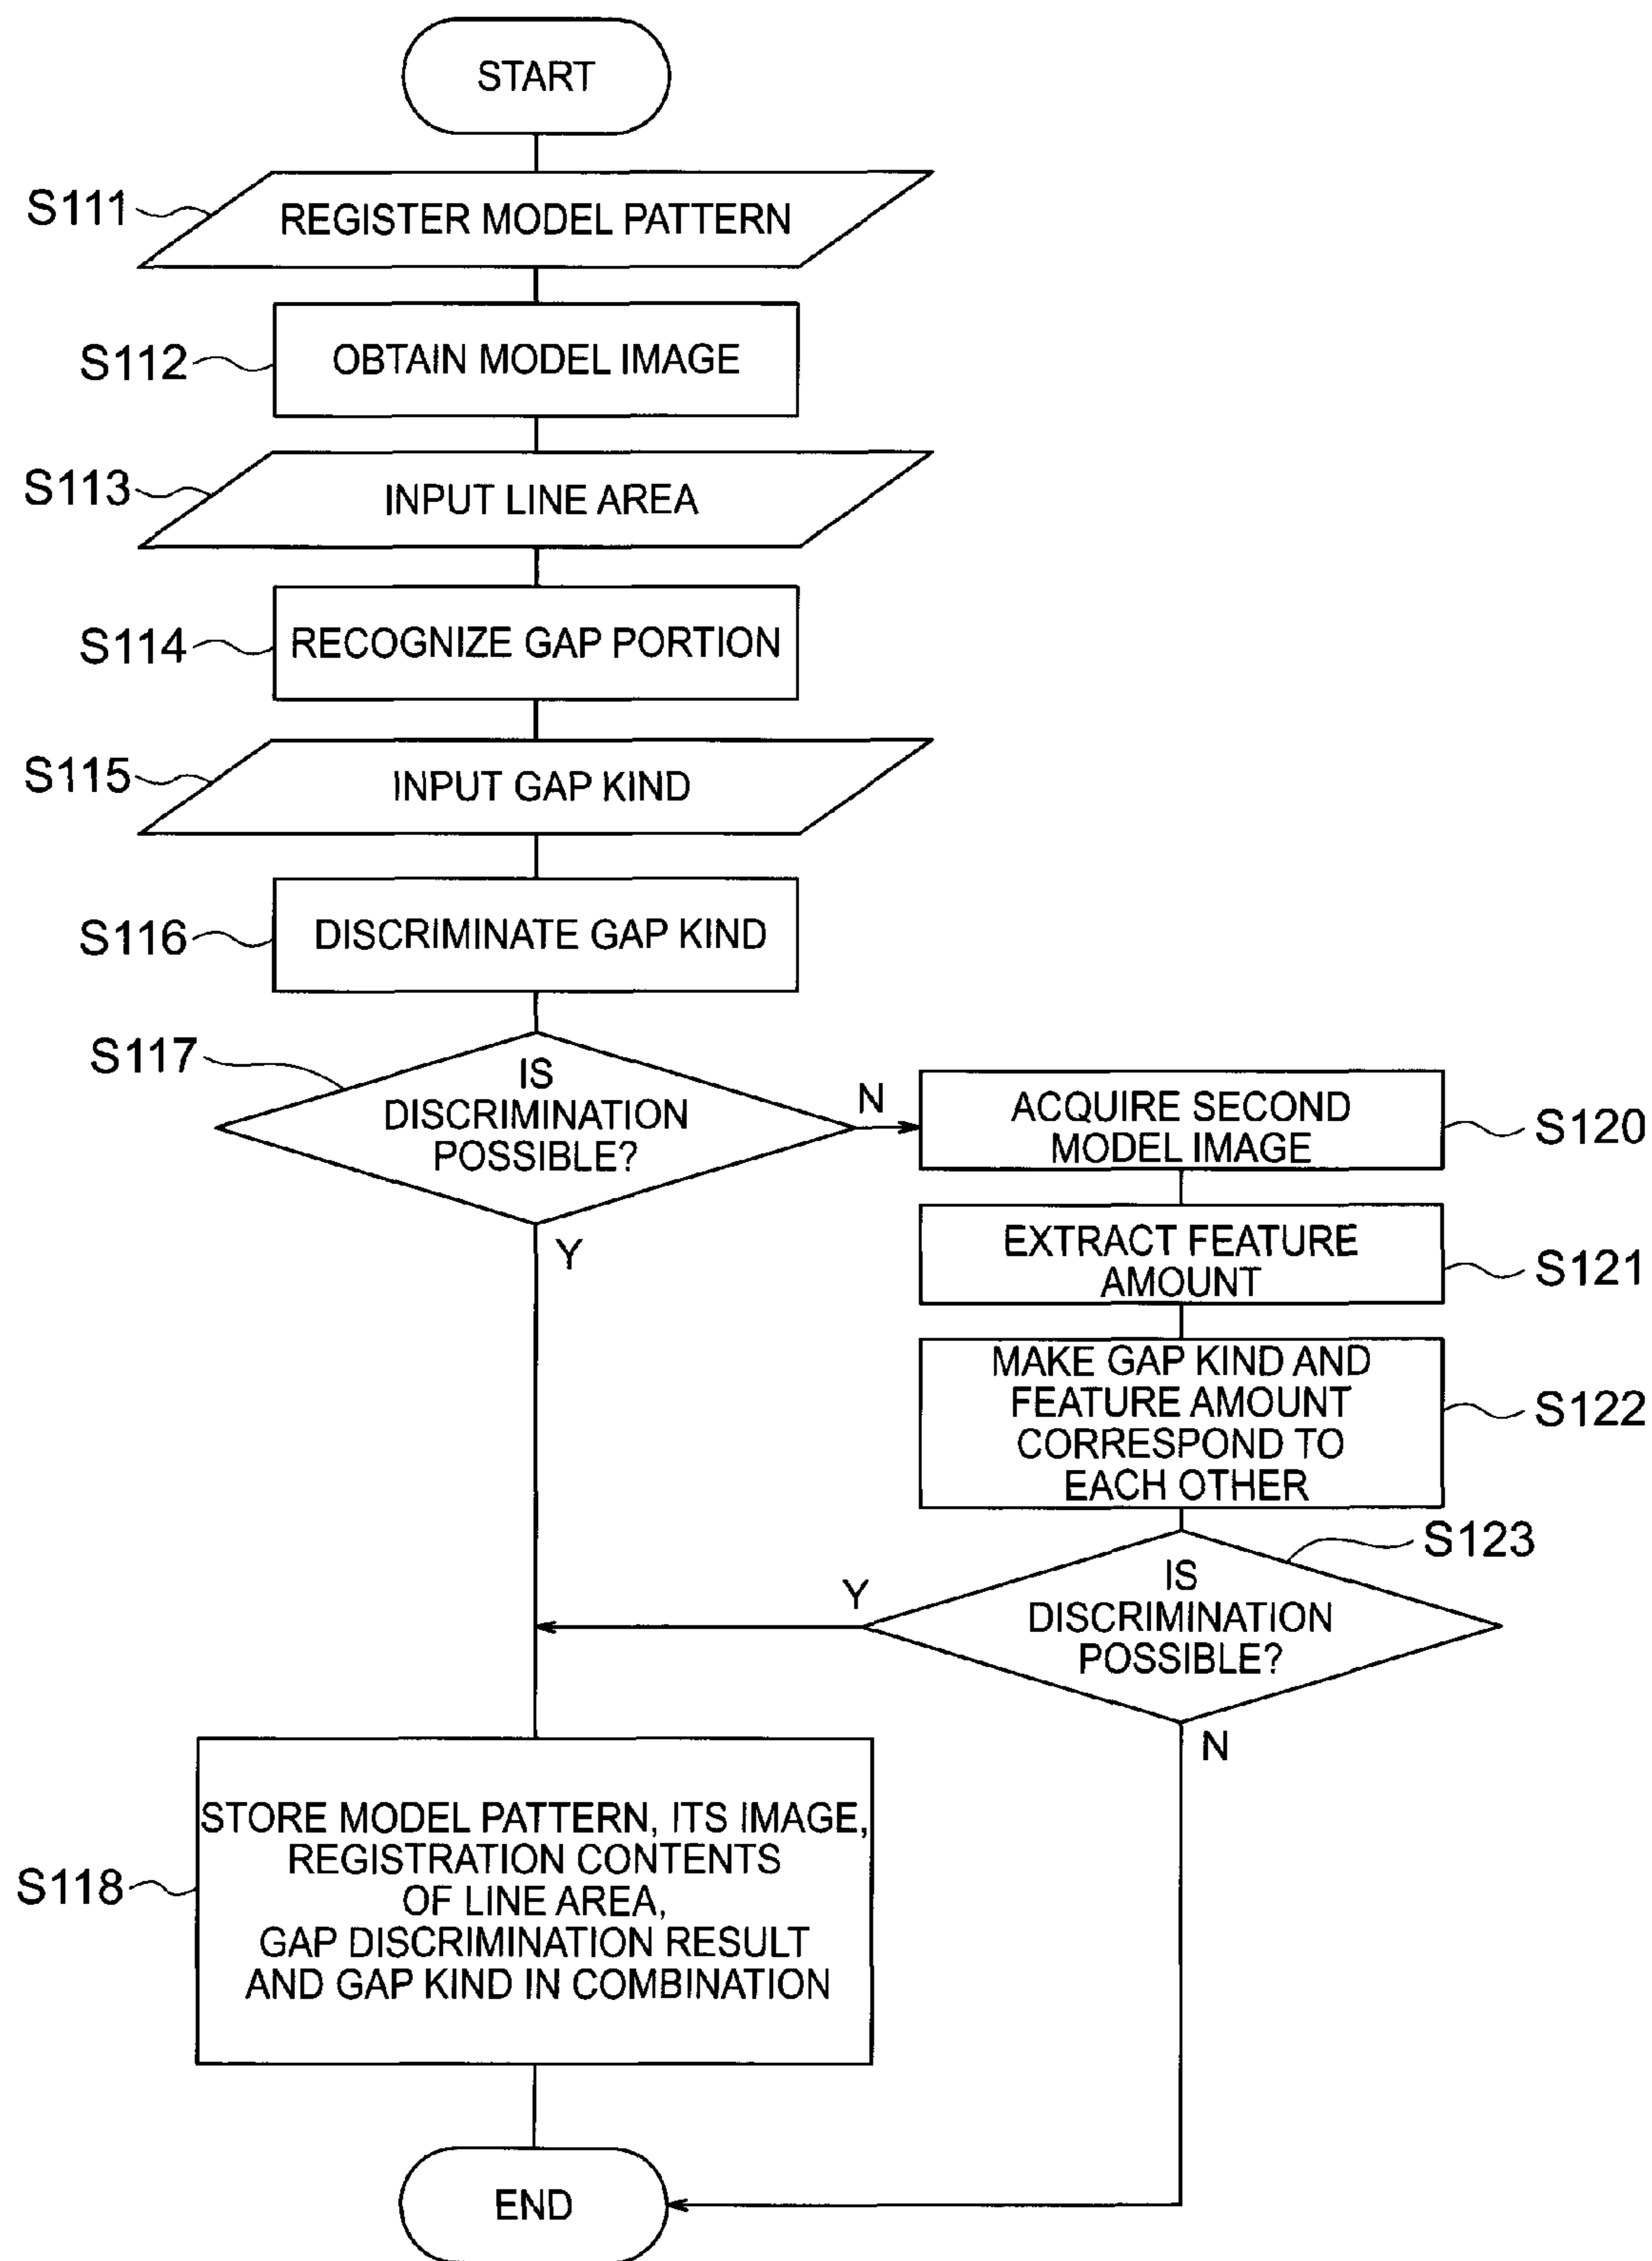 START
S111
REGISTER MODEL PATTERN
S112
OBTAIN MODEL IMAGE
S113
INPUT LINE AREA
S114
RECOGNIZE GAP PORTION
S115
INPUT GAP KIND
S116
DISCRIMINATE GAP KIND
S117
IS
DISCRIMINATION
POSSIBLE?
N
Y
ACQUIRE SECOND
MODEL IMAGE
S120
EXTRACT FEATURE
AMOUNT
S121
MAKE GAP KIND AND
FEATURE AMOUNT
CORRESPOND TO
EACH OTHER
S122
S123
IS
DISCRIMINATION
POSSIBLE?
Y
N
S118
STORE MODEL PATTERN, ITS IMAGE,
REGISTRATION CONTENTS
OF LINE AREA,
GAP DISCRIMINATION RESULT
AND GAP KIND IN COMBINATION
END